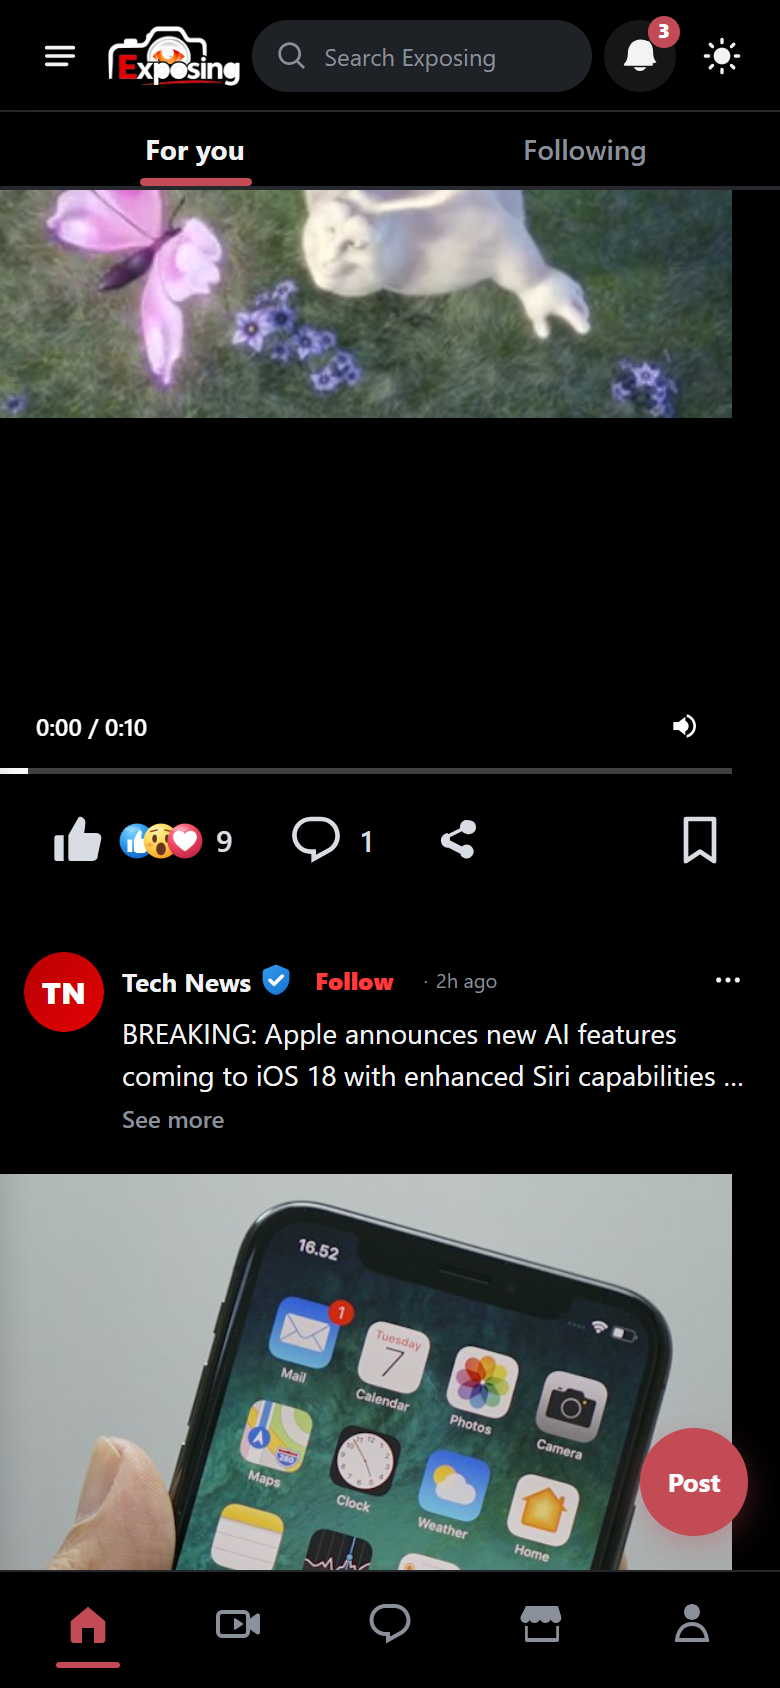 Exposing
Search Exposing
3
For you
Following
0:00 / 0:10
9
1
TN
Tech News
Follow
· 2h ago
BREAKING: Apple announces new AI features
coming to iOS 18 with enhanced Siri capabilities ...
See more
16.52
1
Mail
Tuesday
7
Calendar
Photos
Camera
Maps
280
Clock
Weather
Home
Post